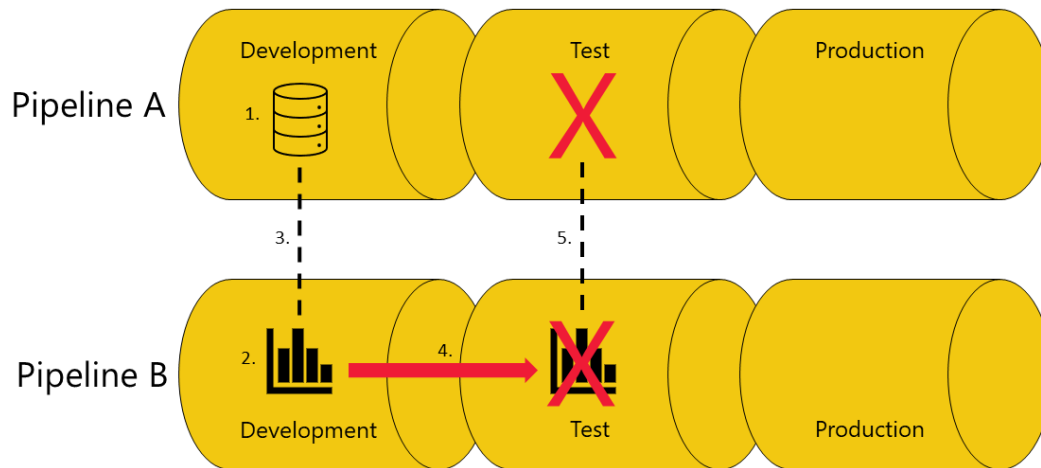 Development
Test
Production
Pipeline A
1.
3.
5.
Pipeline B
2.
4.
Development
Test
Production